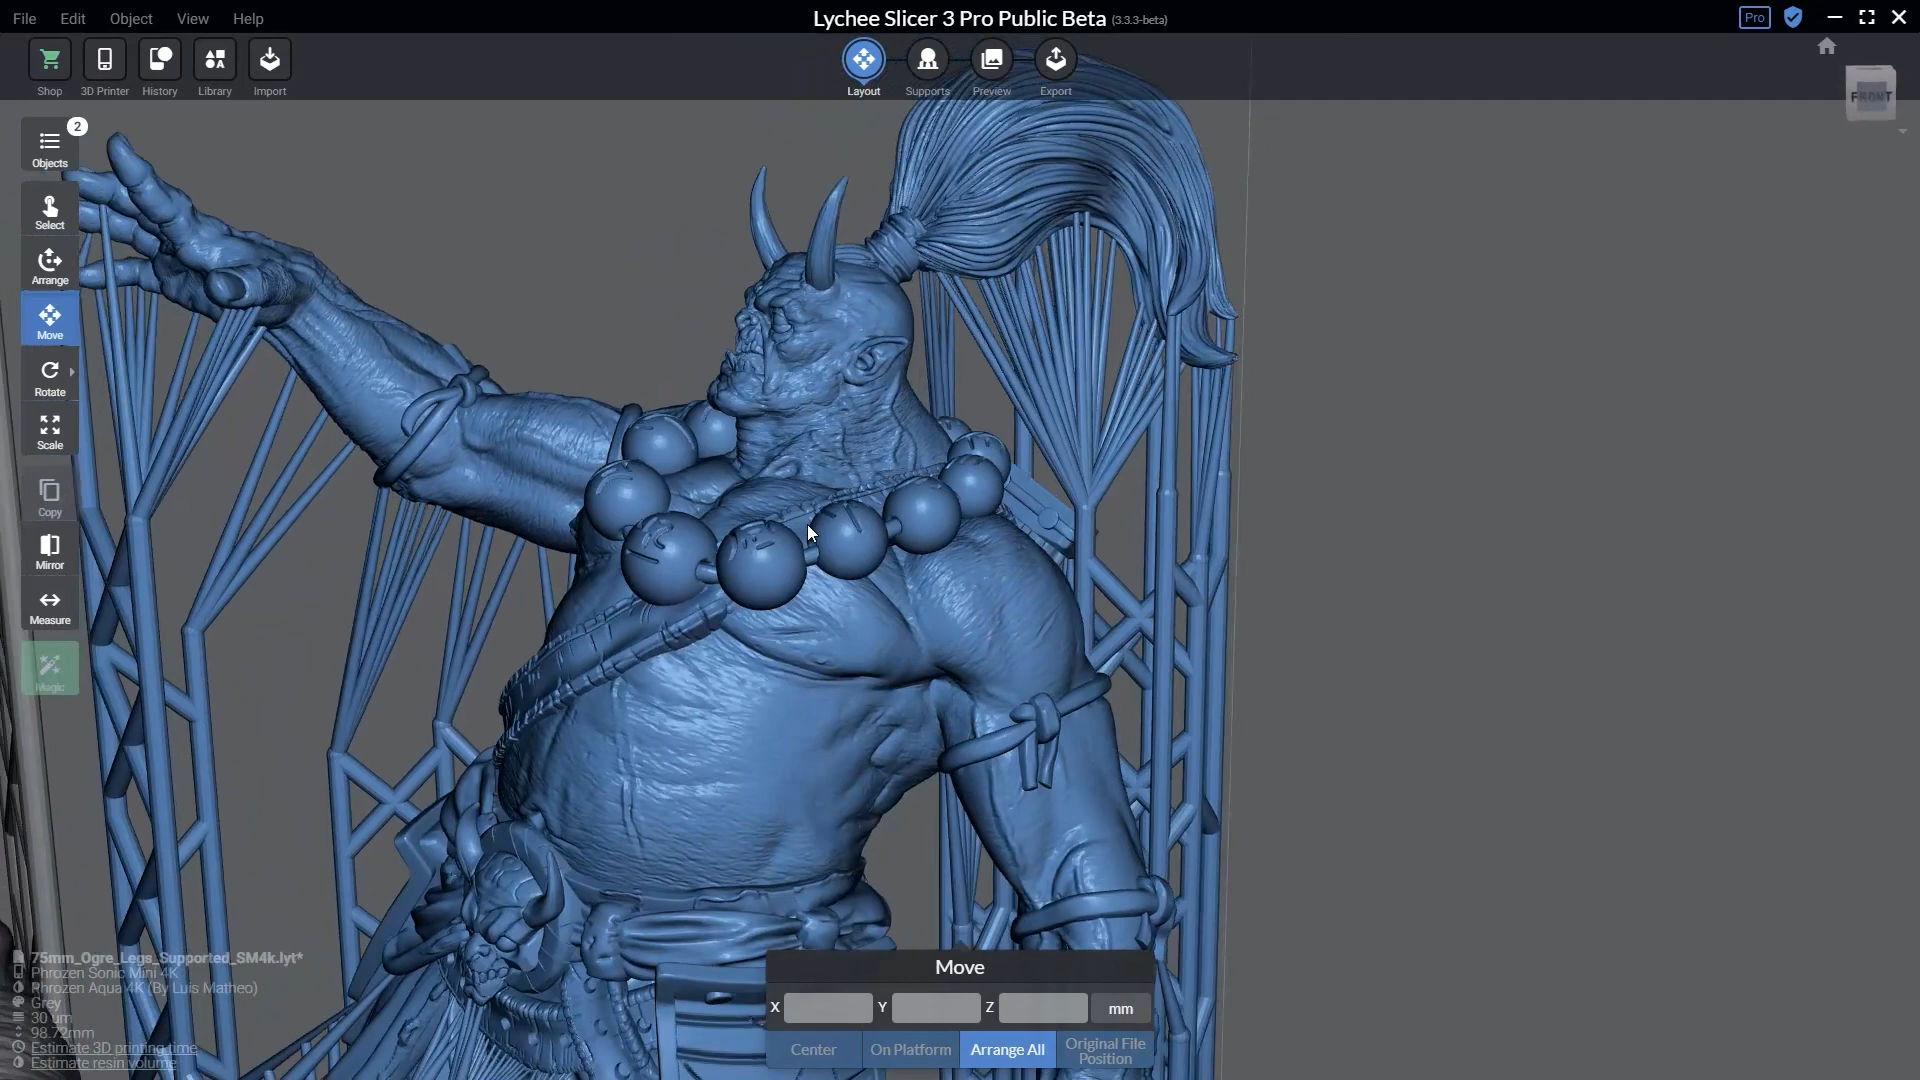 File Edit Object View Help
Lychee Slicer 3 Pro Public Beta (3.3.3-beta)
Pro
Shop 3D Printer History Library Import
Layout Supports Preview Export
FRONT
2
Objects
Select
Arrange
Move
Rotate
Scale
Copy
Mirror
Measure
Magic
75mm_Ogre_Legs_Supported_SM4k.lyt*
Phrozen Sonic Mini 4K
Phrozen Aqua 4K (By Luis Matheo)
Grey
30 um
98.72mm
Estimate 3D printing time
Estimate resin volume
Move
X Y Z mm
Center On Platform Arrange All Original File
Position